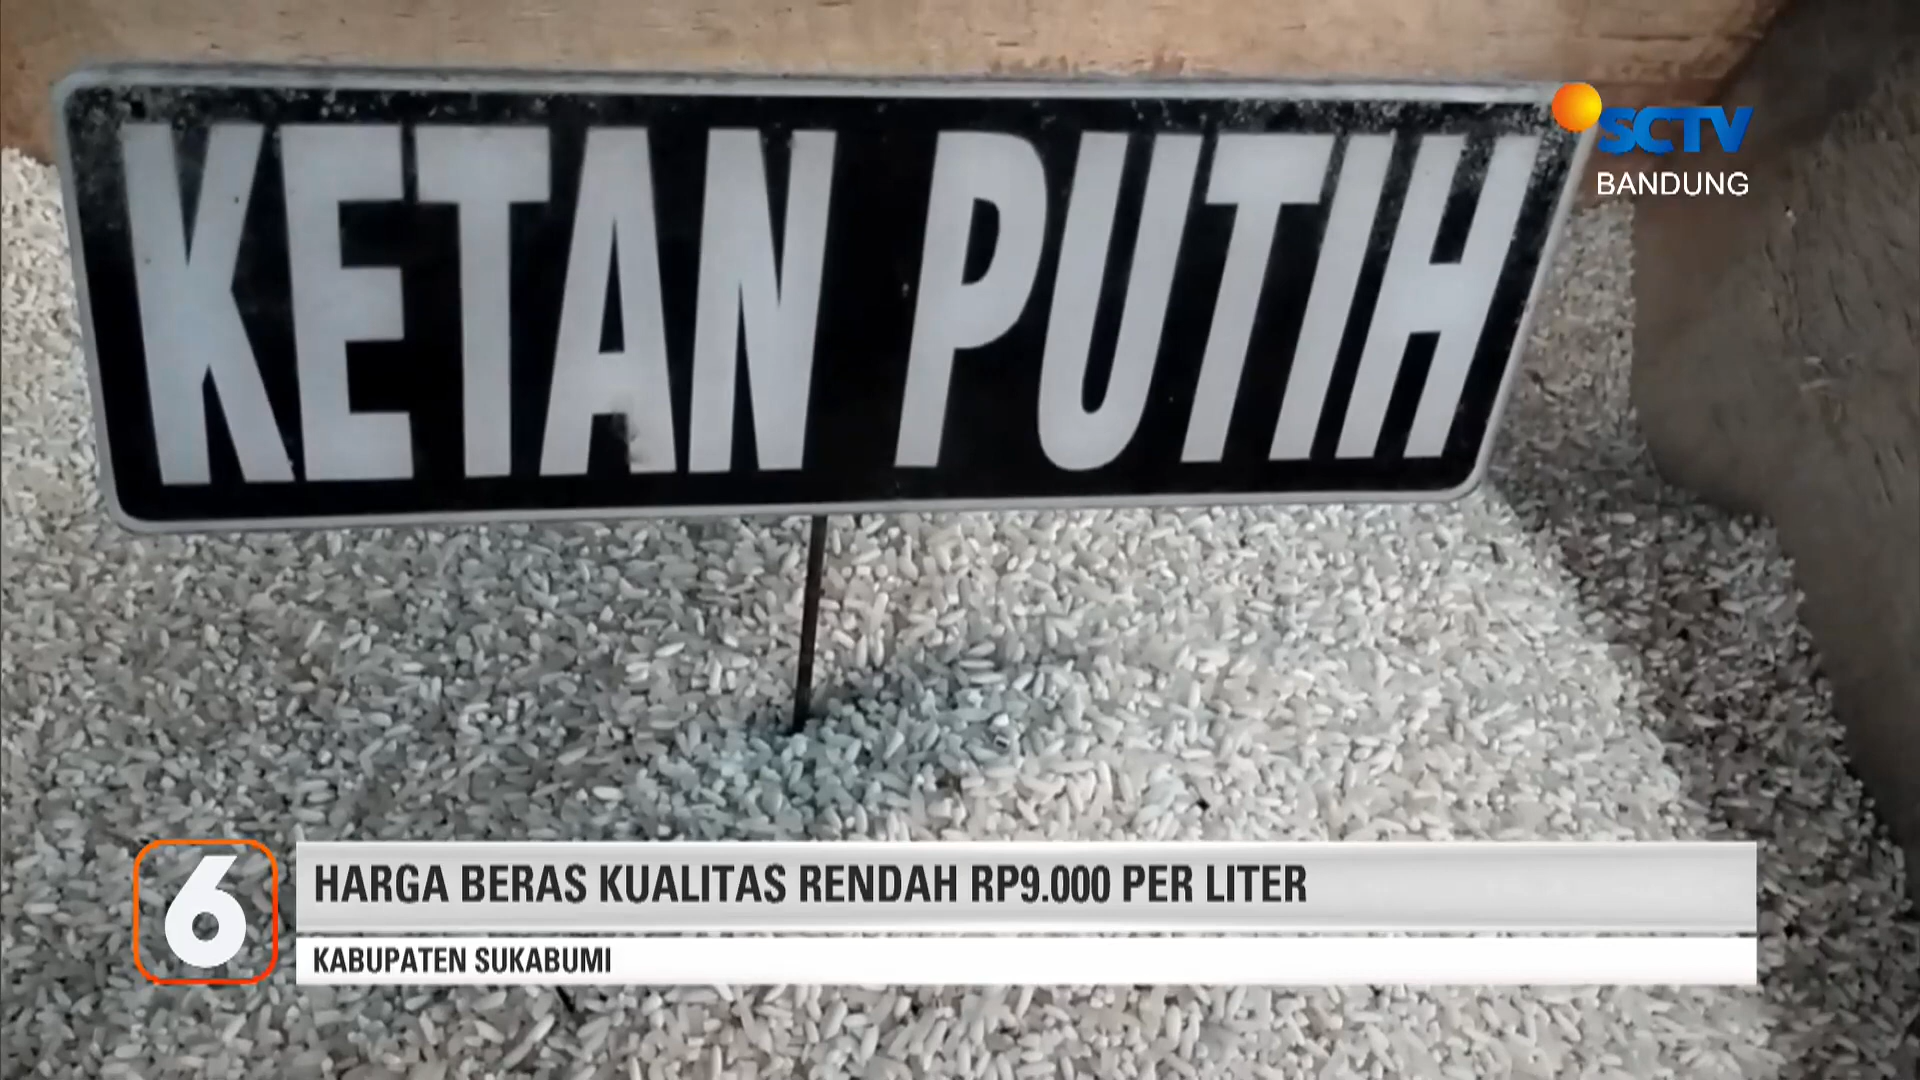 KETAN PUTIH
SCTV
BANDUNG
6
HARGA BERAS KUALITAS RENDAH RP9.000 PER LITER
KABUPATEN SUKABUMI